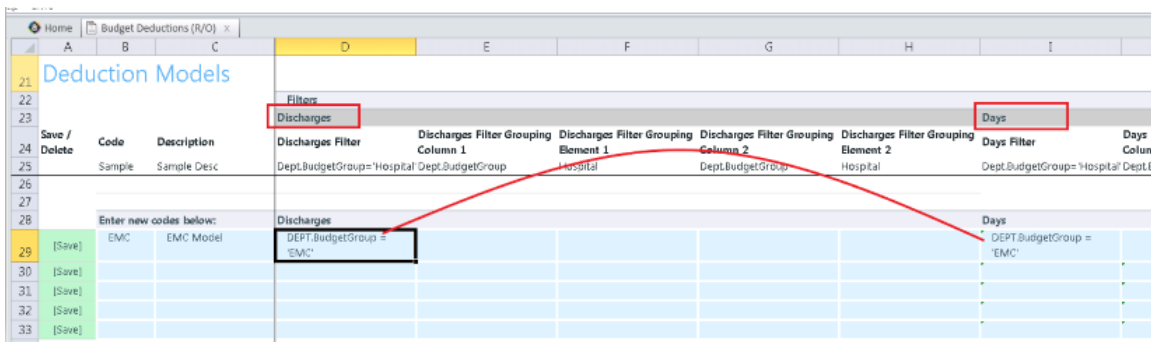 Home Budget Deductions (R/O) x
A B C D E F G H I
21 Deduction Models
22 Filters
23 Discharges Days
24 Save / Delete Code Description Discharges Filter Discharges Filter Grouping Column 1 Discharges Filter Grouping Element 1 Discharges Filter Grouping Column 2 Discharges Filter Grouping Element 2 Days Filter Days
25 Sample Sample Desc Dept.BudgetGroup='Hospital' Dept.BudgetGroup Hospital Dept.BudgetGroup Hospital Dept.BudgetGroup='Hospital'
26
27
28 Enter new codes below: Discharges Days
29 [Save] EMC EMC Model DEPT.BudgetGroup = 'EMC' DEPT.BudgetGroup = 'EMC'
30 [Save]
31 [Save]
32 [Save]
33 [Save]